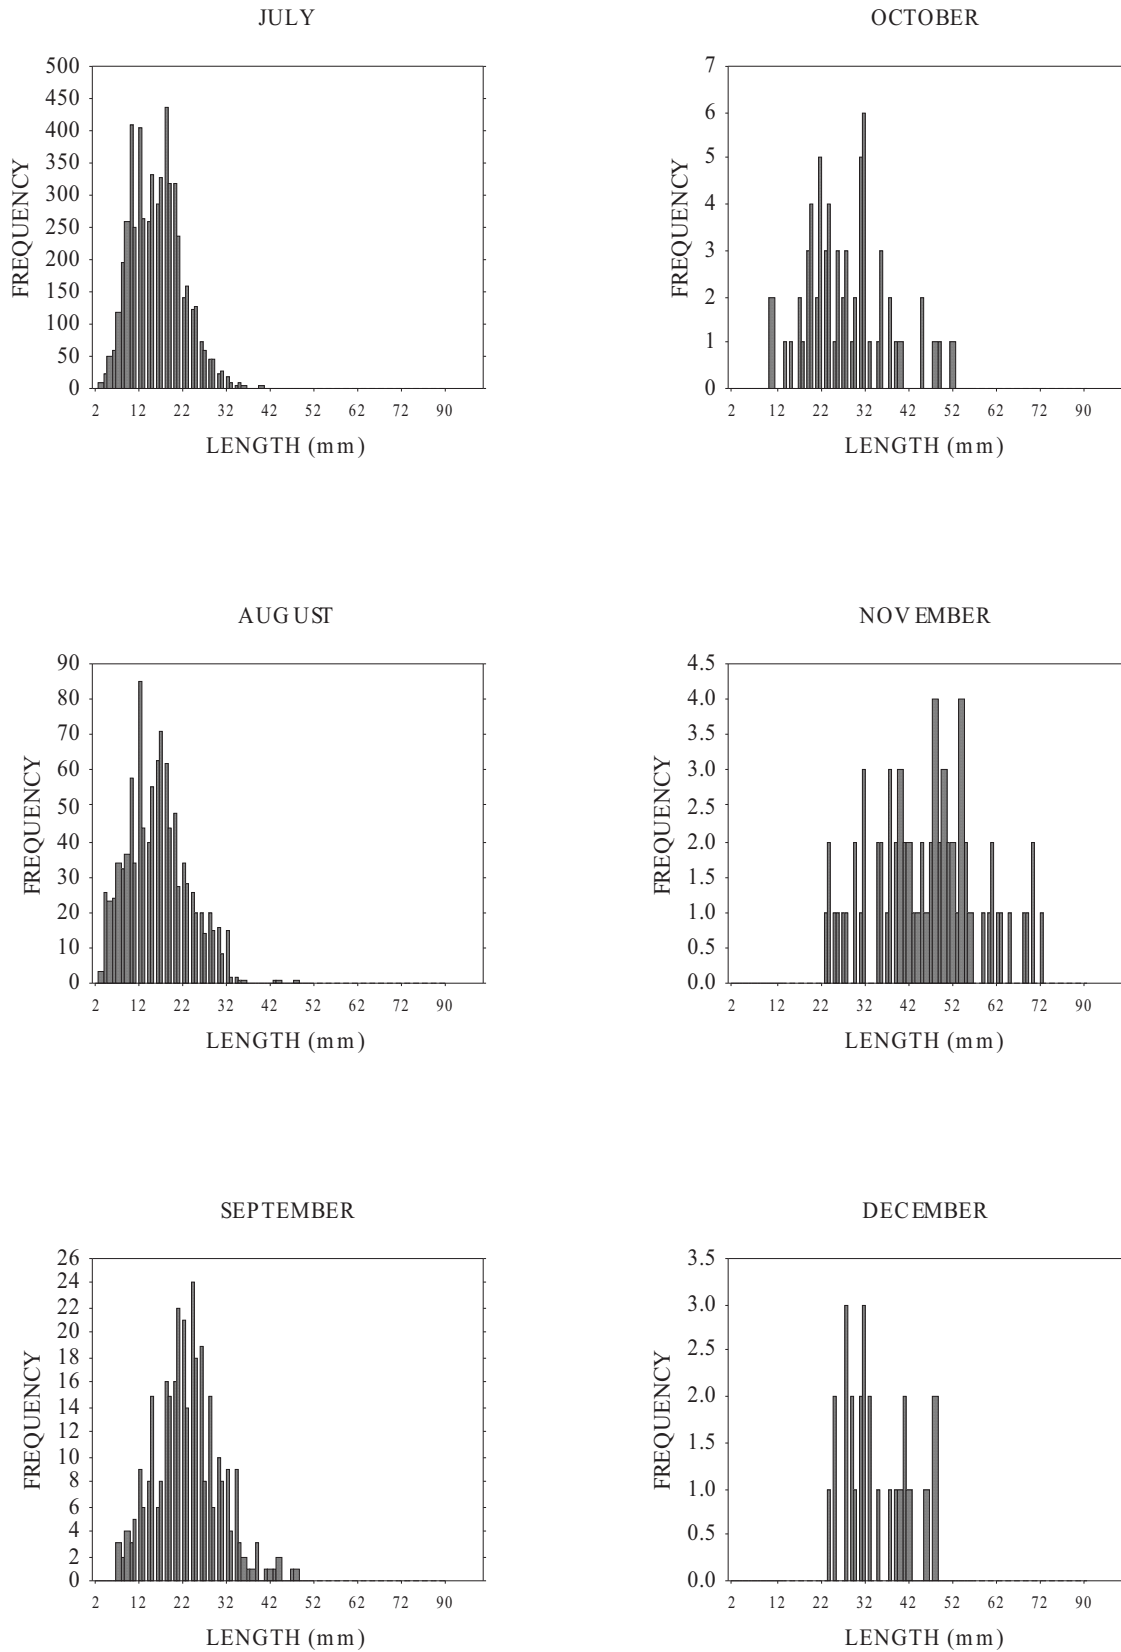 JULY
500
450
400
350
300
250
200
150
100
50
0
FREQUENCY
2 12 22 32 42 52 62 72 90
LENGTH (mm)
OCTOBER
7
6
5
4
3
2
1
0
FREQUENCY
2 12 22 32 42 52 62 72 90
LENGTH (mm)
AUGUST
90
80
70
60
50
40
30
20
10
0
FREQUENCY
2 12 22 32 42 52 62 72 90
LENGTH (mm)
NOVEMBER
4.5
4.0
3.5
3.0
2.5
2.0
1.5
1.0
0.5
0.0
FREQUENCY
2 12 22 32 42 52 62 72 90
LENGTH (mm)
SEPTEMBER
26
24
22
20
18
16
14
12
10
8
6
4
2
0
FREQUENCY
2 12 22 32 42 52 62 72 90
LENGTH (mm)
DECEMBER
3.5
3.0
2.5
2.0
1.5
1.0
0.5
0.0
FREQUENCY
2 12 22 32 42 52 62 72 90
LENGTH (mm)